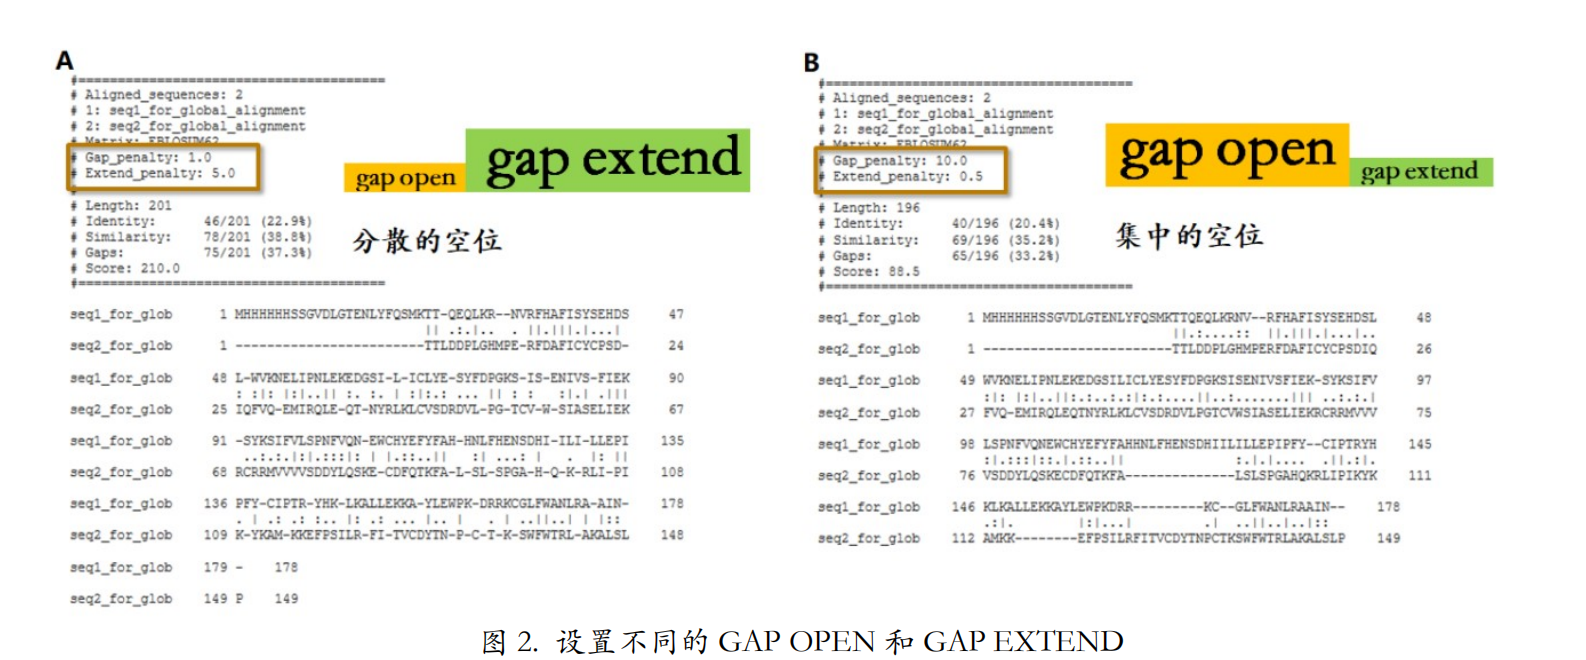 A
#=======================================
# Aligned_sequences: 2
# 1: seq1_for_global_alignment
# 2: seq2_for_global_alignment
# Matrix: EBLOSUM62
# Gap_penalty: 1.0
# Extend_penalty: 5.0
#
# Length: 201
# Identity:      46/201 (22.9%)
# Similarity:    78/201 (38.8%)
# Gaps:          75/201 (37.3%)
# Score: 210.0
#=======================================
gap open
gap extend
分散的空位
seq1_for_glob      1 MHHHHHHSSGVDLGTENLYFQSMKTT-QEQLKR--NVRFHAFISYSEHDS     47
                                             || .:.|..  . ||.|||.|...|
seq2_for_glob      1 ------------------------TTLDDPLGHMPE-RFDAFICYCPSD-     24
seq1_for_glob     48 L-WVKNELIPNLEKEDGSI-L-ICLYE-SYFDPGKS-IS-ENIVS-FIEK     90
                     : :|: |:|..|| :. :. | :|:.: ... || : :  :|.| .|||
seq2_for_glob     25 IQFVQ-EMIRQLE-QT-NYRLKLCVSDRDVL-PG-TCV-W-SIASELIEK     67
seq1_for_glob     91 -SYKSIFVLSPNFVQN-EWCHYEFYFAH-HNLFHENSDHI-ILI-LLEPI    135
                      ..:.:.|:|.:::|: | |.::..||   :| ...: |   . |: ||
seq2_for_glob     68 RCRRMVVVVSDDYLQSKE-CDFQTKFA-L-SL-SPGA-H-Q-K-RLI-PI    108
seq1_for_glob    136 PFY-CIPTR-YHK-LKALLEKKA-YLEWPK-DRRKCGLFWANLRA-AIN-    178
                     . | .: .: :.. |: .: ... |.. |  . | . ..||..| | |::
seq2_for_glob    109 K-YKAM-KKEFPSILR-FI-TVCDYTN-P-C-T-K-SWFWTRL-AKALSL    148
seq1_for_glob    179 -    178
seq2_for_glob    149 P    149
B
#=======================================
# Aligned_sequences: 2
# 1: seq1_for_global_alignment
# 2: seq2_for_global_alignment
# Matrix: EBLOSUM62
# Gap_penalty: 10.0
# Extend_penalty: 0.5
#
# Length: 196
# Identity:      40/196 (20.4%)
# Similarity:    69/196 (35.2%)
# Gaps:          65/196 (33.2%)
# Score: 88.5
#=======================================
gap open
gap extend
集中的空位
seq1_for_glob      1 MHHHHHHSSGVDLGTENLYFQSMKTTQEQLKRNV--RFHAFISYSEHDSL     48
                                             ||.:....::  ||.|||.|...|..
seq2_for_glob      1 ------------------------TTLDDPLGHMPERFDAFICYCPSDIQ     26
seq1_for_glob     49 WVKNELIPNLEKEDGSILICLYESYFDPGKSISENIVSFIEK-SYKSIFV     97
                     :|: |:|..||.......:|:.:....||..:.......||| ..:.:.|
seq2_for_glob     27 FVQ-EMIRQLEQTNYRLKLCVSDRDVLPGTCVWSIASELIEKRCRRMVVV     75
seq1_for_glob     98 LSPNFVQNEWCHYEFYFAHHNLFHENSDHIILILLEPIPFY--CIPTRYH    145
                     :|.:::|:.|.::..||              :.|.|.... .||.:|.
seq2_for_glob     76 VSDDYLQSKECDFQTKFA--------------LSLSPGAHQKRLIPIKYK    111
seq1_for_glob    146 KLKALLEKKAYLEWPKDRR---------KC--GLFWANLRAAIN--    178
                     .:|.        |:|...|         .|  ..||..|..|::
seq2_for_glob    112 AMKK--------EFPSILRFITVCDYTNPCTKSWFWTRLAKALSLP    149
图 2. 设置不同的 GAP OPEN 和 GAP EXTEND